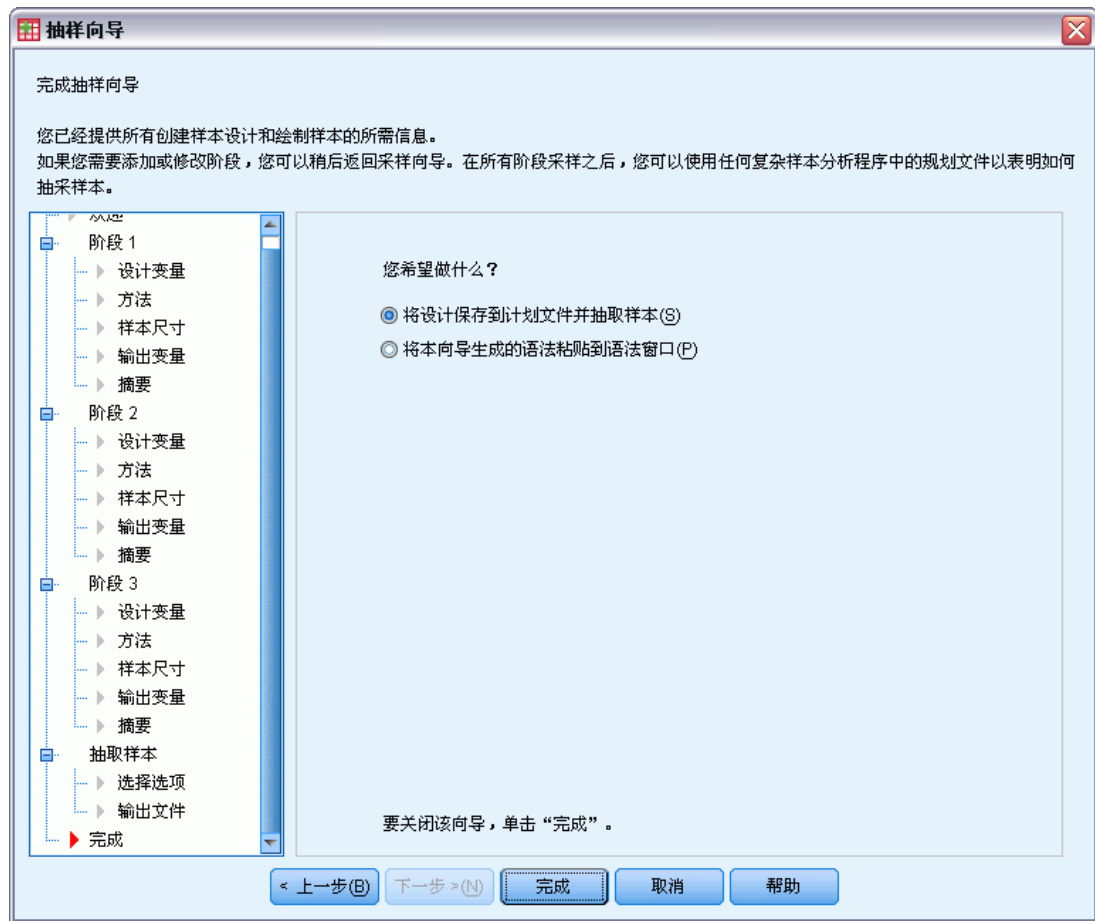 抽样向导
完成抽样向导
您已经提供所有创建样本设计和绘制样本的所需信息。
如果您需要添加或修改阶段，您可以稍后返回采样向导。在所有阶段采样之后，您可以使用任何复杂样本分析程序中的规划文件以表明如何
抽采样本。
欢迎
阶段 1
设计变量
方法
样本尺寸
输出变量
摘要
阶段 2
设计变量
方法
样本尺寸
输出变量
摘要
阶段 3
设计变量
方法
样本尺寸
输出变量
摘要
抽取样本
选择选项
输出文件
完成
您希望做什么？
将设计保存到计划文件并抽取样本(S)
将本向导生成的语法粘贴到语法窗口(P)
要关闭该向导，单击“完成”。
< 上一步(B) 下一步 >(N) 完成 取消 帮助